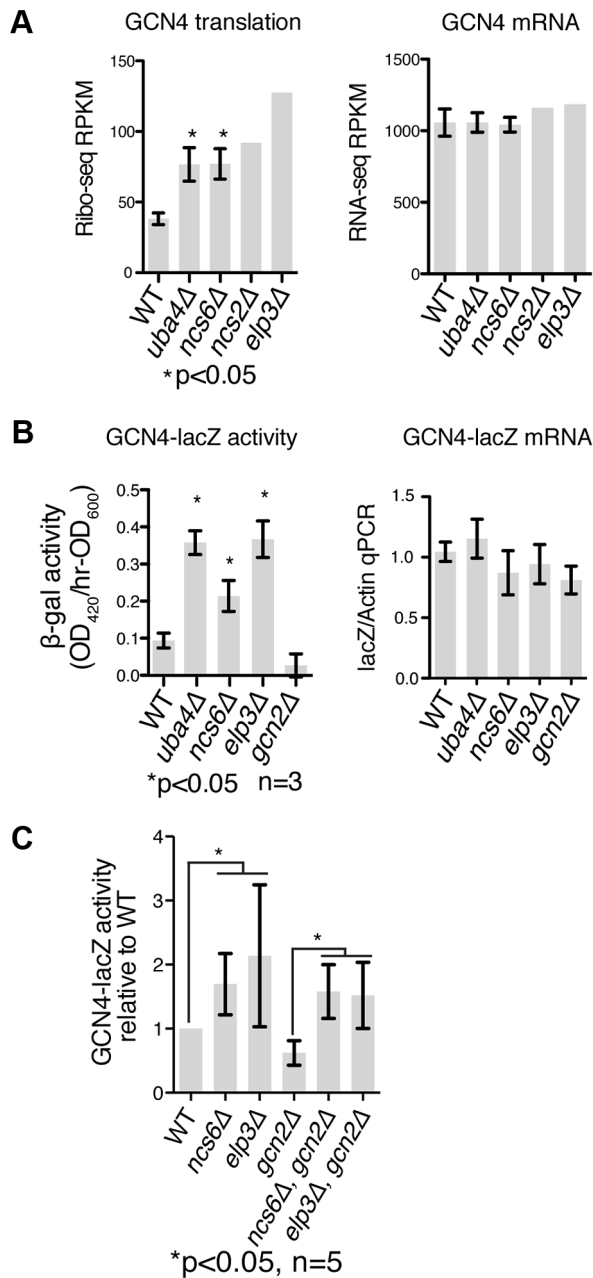 A
GCN4 translation
GCN4 mRNA
Ribo-seq RPKM
150
100
50
0
* *
WT
uba4Δ
ncs6Δ
ncs2Δ
elp3Δ
*p<0.05
RNA-seq RPKM
1500
1000
500
0
WT
uba4Δ
ncs6Δ
ncs2Δ
elp3Δ
B
GCN4-lacZ activity
GCN4-lacZ mRNA
β-gal activity
(OD420/hr-OD600)
0.5
0.4
0.3
0.2
0.1
0.0
* * *
WT
uba4Δ
ncs6Δ
elp3Δ
gcn2Δ
*p<0.05 n=3
lacZ/Actin qPCR
1.5
1.0
0.5
0.0
WT
uba4Δ
ncs6Δ
elp3Δ
gcn2Δ
C
GCN4-lacZ activity
relative to WT
4
3
2
1
0
*
*
WT
ncs6Δ
elp3Δ
gcn2Δ
ncs6Δ, gcn2Δ
elp3Δ, gcn2Δ
*p<0.05, n=5